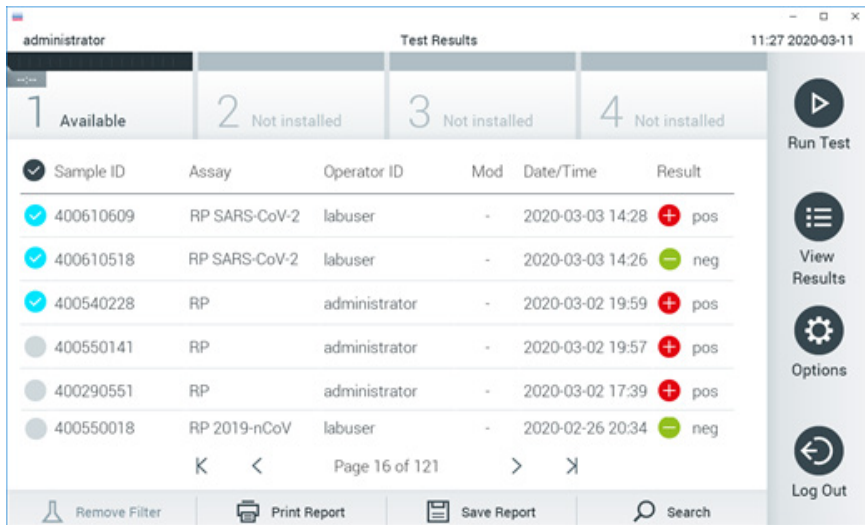 administrator Test Results 11:27 2020-03-11
--:--
1 Available 2 Not installed 3 Not installed 4 Not installed
Run Test
Sample ID Assay Operator ID Mod Date/Time Result
400610609 RP SARS-CoV-2 labuser - 2020-03-03 14:28 pos
400610518 RP SARS-CoV-2 labuser - 2020-03-03 14:26 neg
View
Results
400540228 RP administrator - 2020-03-02 19:59 pos
400550141 RP administrator - 2020-03-02 19:57 pos
Options
400290551 RP administrator - 2020-03-02 17:39 pos
400550018 RP 2019-nCoV labuser - 2020-02-26 20:34 neg
Page 16 of 121
Log Out
Remove Filter Print Report Save Report Search